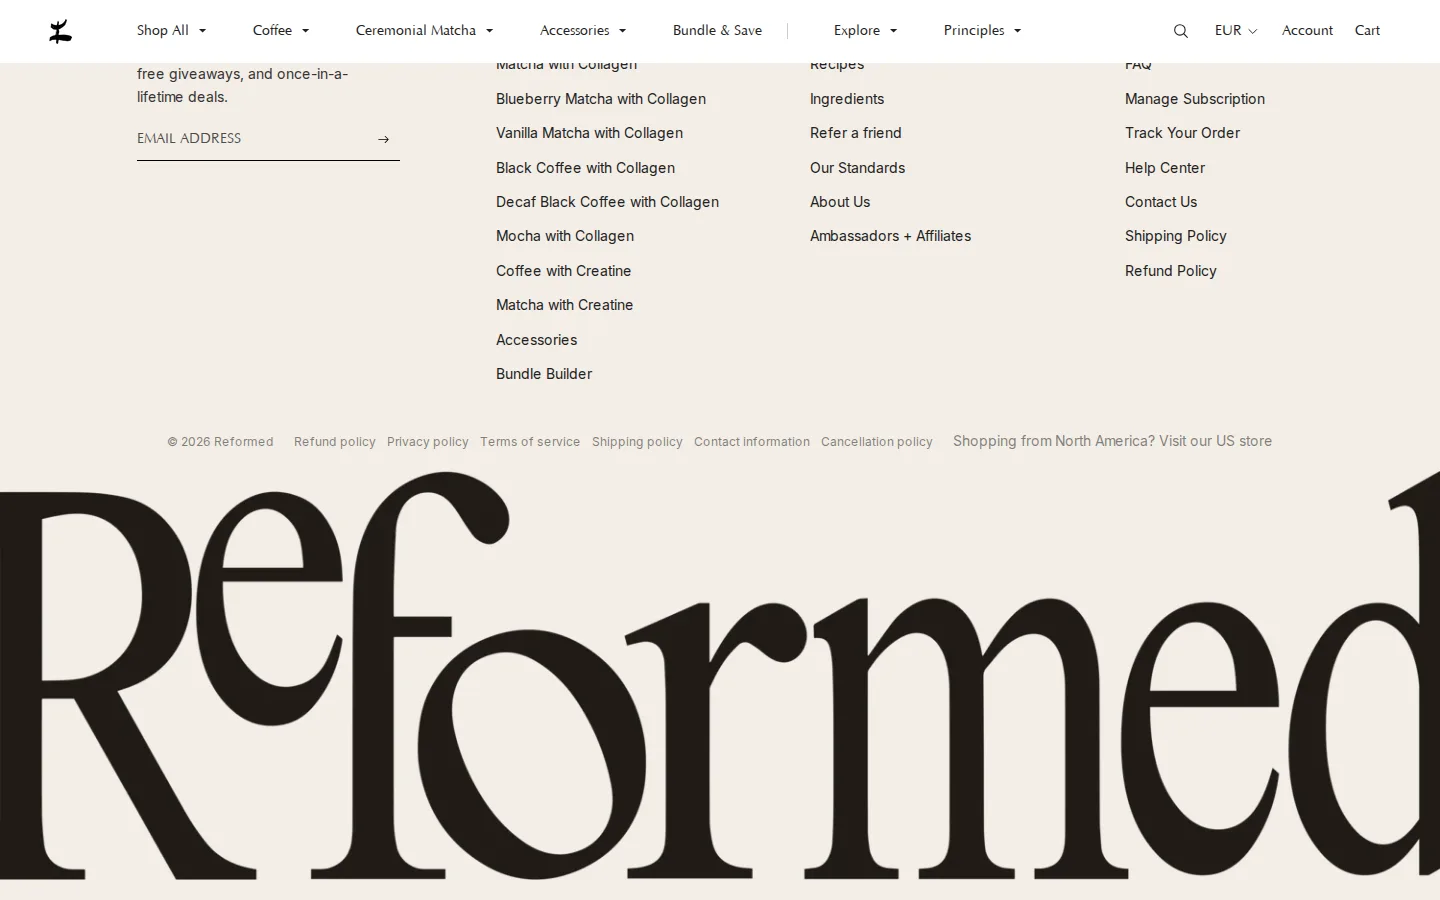 Shop All
Coffee
Ceremonial Matcha
Accessories
Bundle & Save
Explore
Principles
EUR
Account
Cart
free giveaways, and once-in-a-
lifetime deals.
EMAIL ADDRESS
Matcha with Collagen
Blueberry Matcha with Collagen
Vanilla Matcha with Collagen
Black Coffee with Collagen
Decaf Black Coffee with Collagen
Mocha with Collagen
Coffee with Creatine
Matcha with Creatine
Accessories
Bundle Builder
Recipes
Ingredients
Refer a friend
Our Standards
About Us
Ambassadors + Affiliates
FAQ
Manage Subscription
Track Your Order
Help Center
Contact Us
Shipping Policy
Refund Policy
© 2026 Reformed Refund policy Privacy policy Terms of service Shipping policy Contact information Cancellation policy Shopping from North America? Visit our US store
Reformed